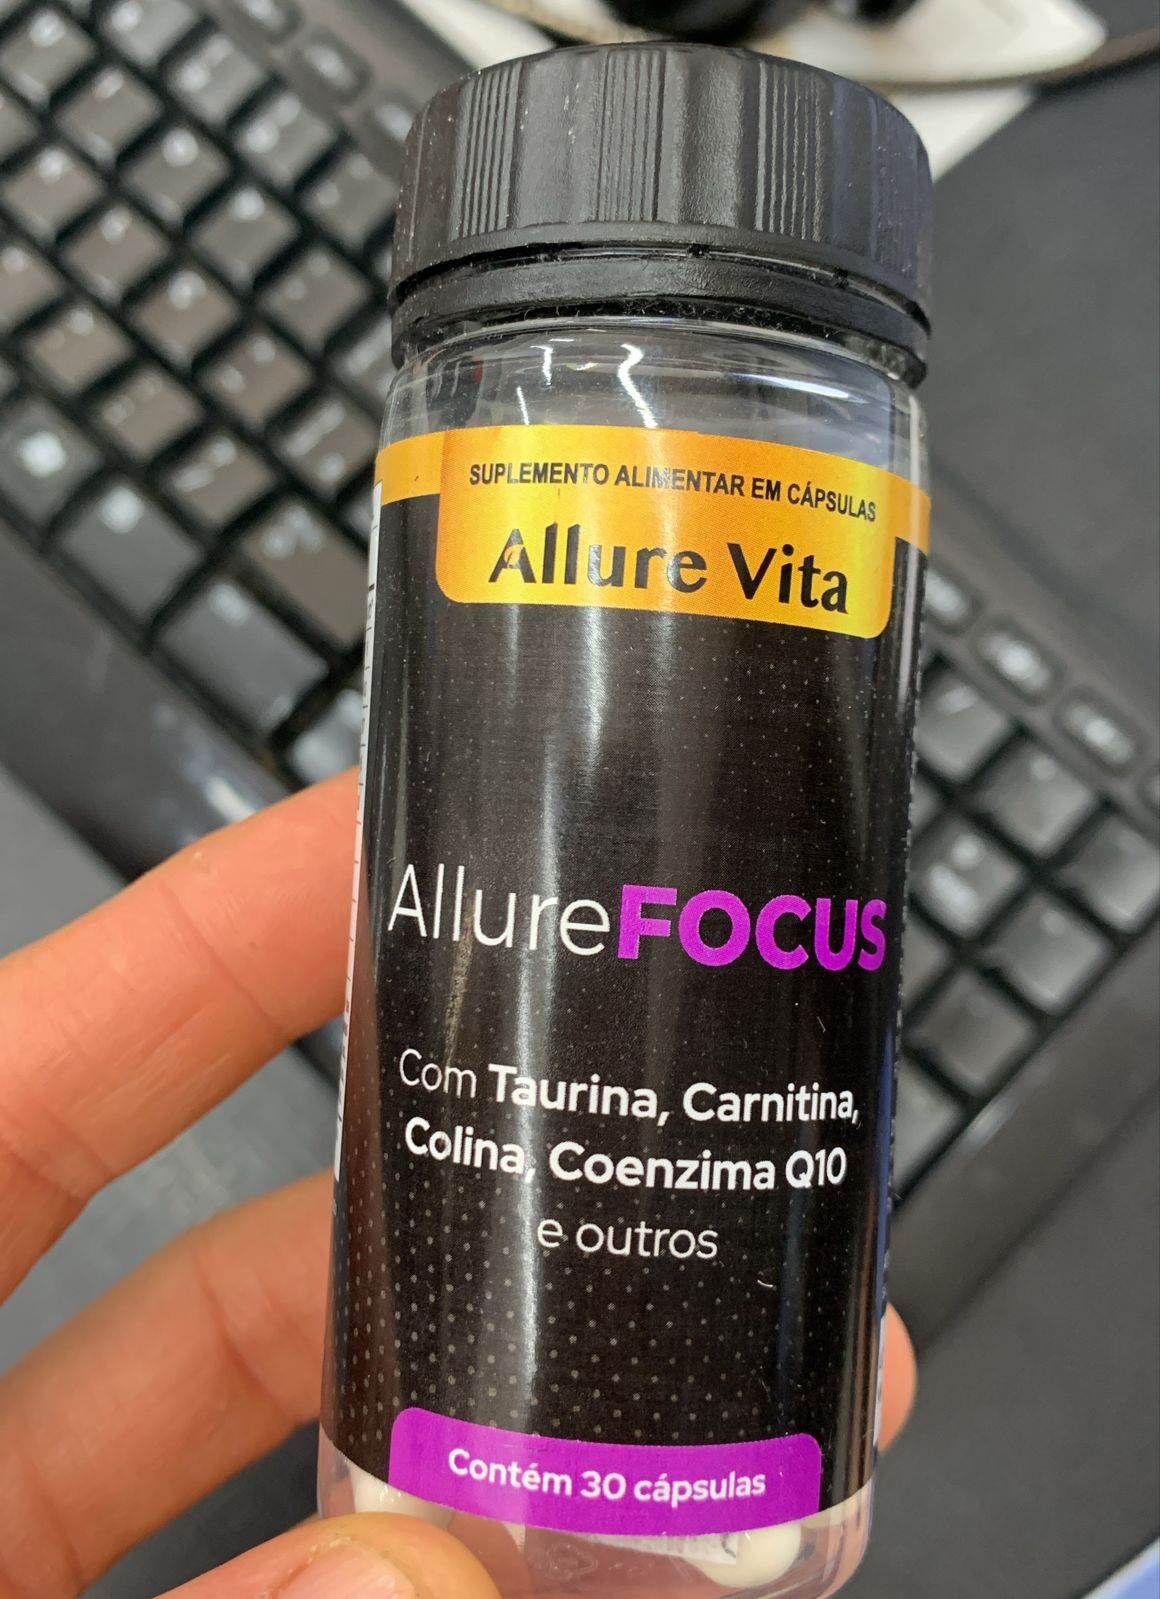 SUPLEMENTO ALIMENTAR EM CÁPSULAS
Allure Vita
AllureFOCUS
Com Taurina, Carnitina,
Colina, Coenzima Q10
e outros
Contém 30 cápsulas